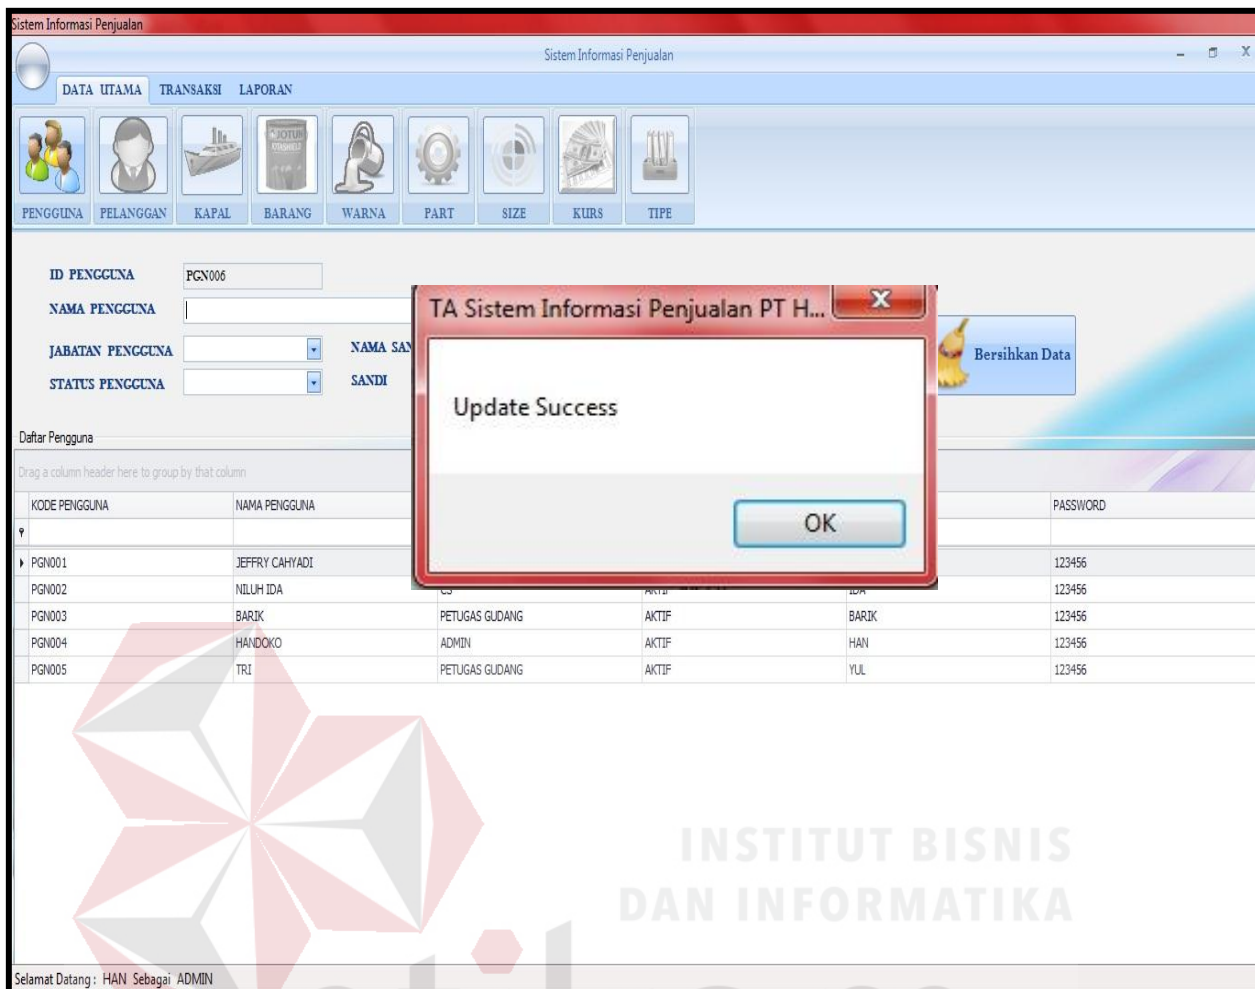 Sistem Informasi Penjualan
Sistem Informasi Penjualan
DATA UTAMA TRANSAKSI LAPORAN
PENGGUNA PELANGGAN KAPAL BARANG WARNA PART SIZE KURS TIPE
JOTUN
ID PENGGUNA PGN006
NAMA PENGGUNA
JABATAN PENGGUNA NAMA
STATUS PENGGUNA SANDI
Bersihkan Data
TA Sistem Informasi Penjualan PT H...
Update Success
OK
Daftar Pengguna
Drag a column header here to group by that column
KODE PENGGUNA NAMA PENGGUNA PASSWORD
PGN001 JEFFRY CAHYADI 123456
PGN002 NILUH IDA CS AKTIF IDA 123456
PGN003 BARIK PETUGAS GUDANG AKTIF BARIK 123456
PGN004 HANDOKO ADMIN AKTIF HAN 123456
PGN005 TRI PETUGAS GUDANG AKTIF YUL 123456
INSTITUT BISNIS
DAN INFORMATIKA
Selamat Datang : HAN Sebagai ADMIN